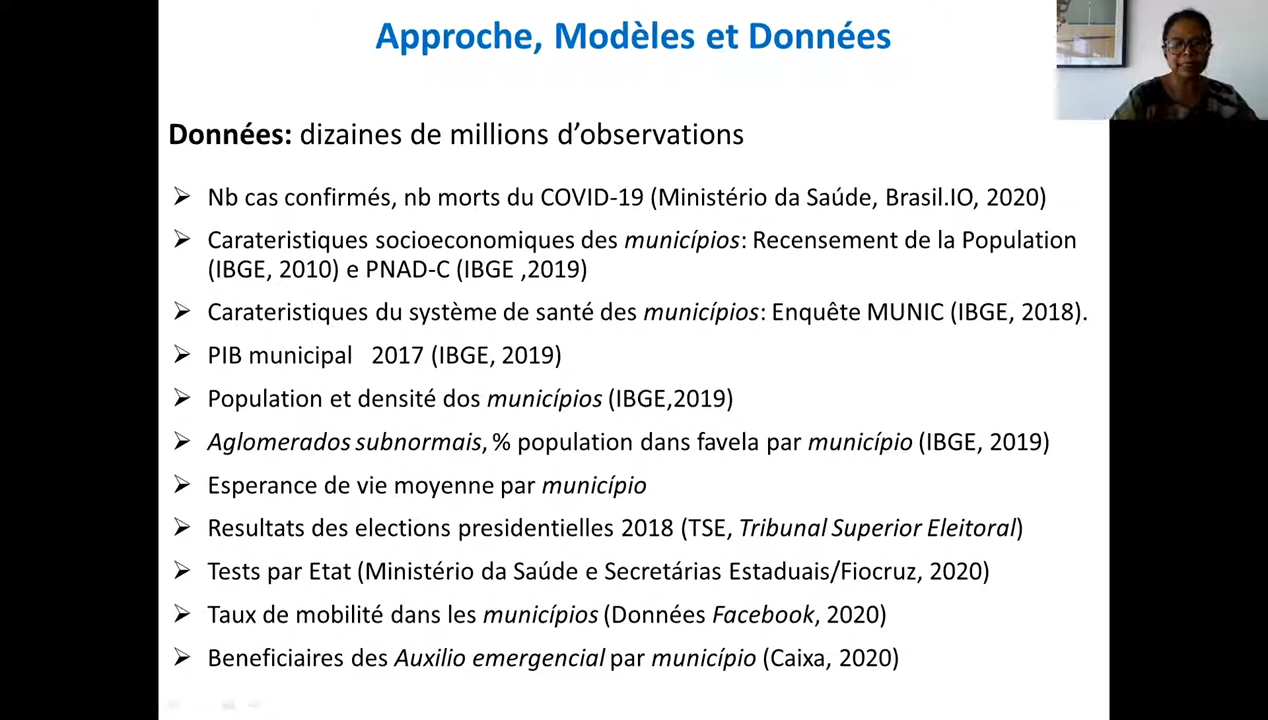 Approche, Modèles et Données
Données: dizaines de millions d’observations
Nb cas confirmés, nb morts du COVID-19 (Ministério da Saúde, Brasil.IO, 2020)
Carateristiques socioeconomiques des municípios: Recensement de la Population
(IBGE, 2010) e PNAD-C (IBGE ,2019)
Carateristiques du système de santé des municípios: Enquête MUNIC (IBGE, 2018).
PIB municipal 2017 (IBGE, 2019)
Population et densité dos municípios (IBGE,2019)
Aglomerados subnormais, % population dans favela par município (IBGE, 2019)
Esperance de vie moyenne par município
Resultats des elections presidentielles 2018 (TSE, Tribunal Superior Eleitoral)
Tests par Etat (Ministério da Saúde e Secretárias Estaduais/Fiocruz, 2020)
Taux de mobilité dans les municípios (Données Facebook, 2020)
Beneficiaires des Auxilio emergencial par município (Caixa, 2020)